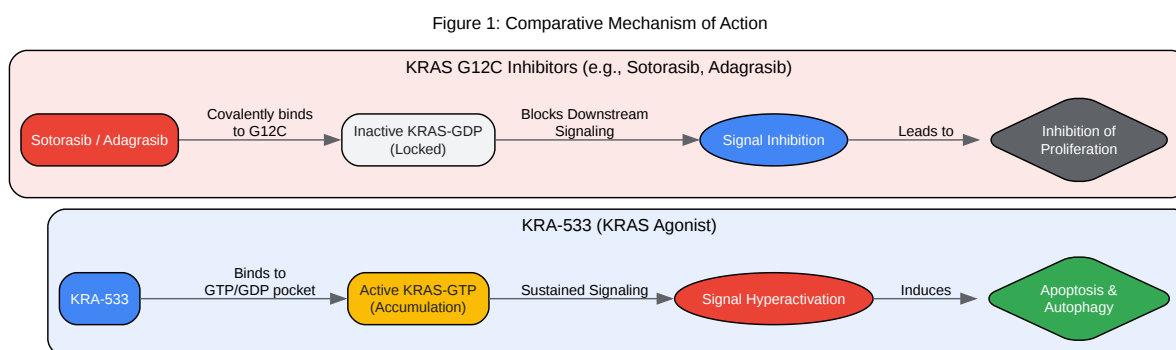 Figure 1: Comparative Mechanism of Action
KRAS G12C Inhibitors (e.g., Sotorasib, Adagrasib)
Sotorasib / Adagrasib
Covalently binds
to G12C
Inactive KRAS-GDP
(Locked)
Blocks Downstream
Signaling
Signal Inhibition
Leads to
Inhibition of
Proliferation
KRA-533 (KRAS Agonist)
KRA-533
Binds to
GTP/GDP pocket
Active KRAS-GTP
(Accumulation)
Sustained Signaling
Signal Hyperactivation
Induces
Apoptosis &
Autophagy